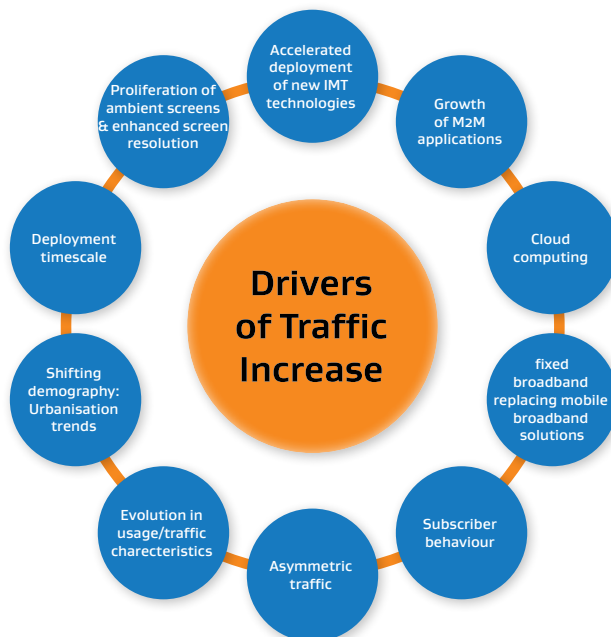 Accelerated
deployment
of new IMT
technologies
Growth
of M2M
applications
Cloud
computing
fixed
broadband
replacing mobile
broadband
solutions
Subscriber
behaviour
Asymmetric
traffic
Evolution in
usage/traffic
charecteristics
Shifting
demography:
Urbanisation
trends
Deployment
timescale
Proliferation of
ambient screens
& enhanced screen
resolution
Drivers
of Traffic
Increase